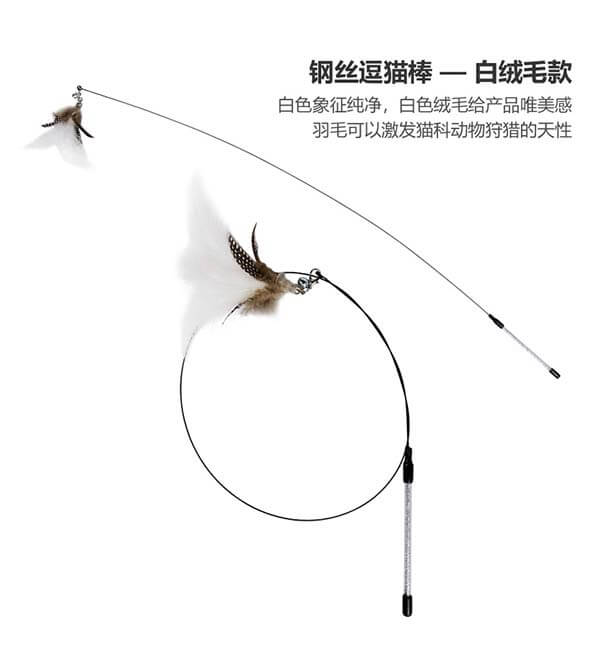 钢丝逗猫棒 — 白绒毛款
白色象征纯净，白色绒毛给产品唯美感
羽毛可以激发猫科动物狩猎的天性